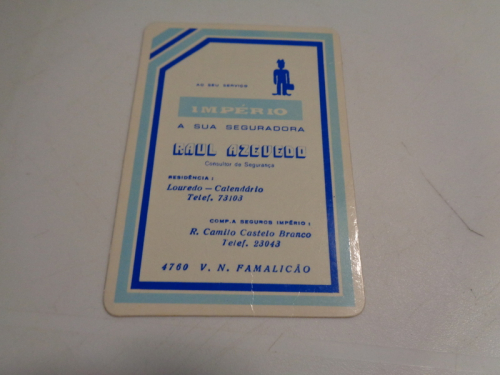 AO SEU SERVIÇO
IMPÉRIO
A SUA SEGURADORA
RAUL AZEVEDO
Consultor de Segurança
RESIDÊNCIA :
Louredo — Calendário
Telef. 73103
COMP.A SEGUROS IMPÉRIO :
R. Camilo Castelo Branco
Telef. 23043
4760 V. N. FAMALICÃO